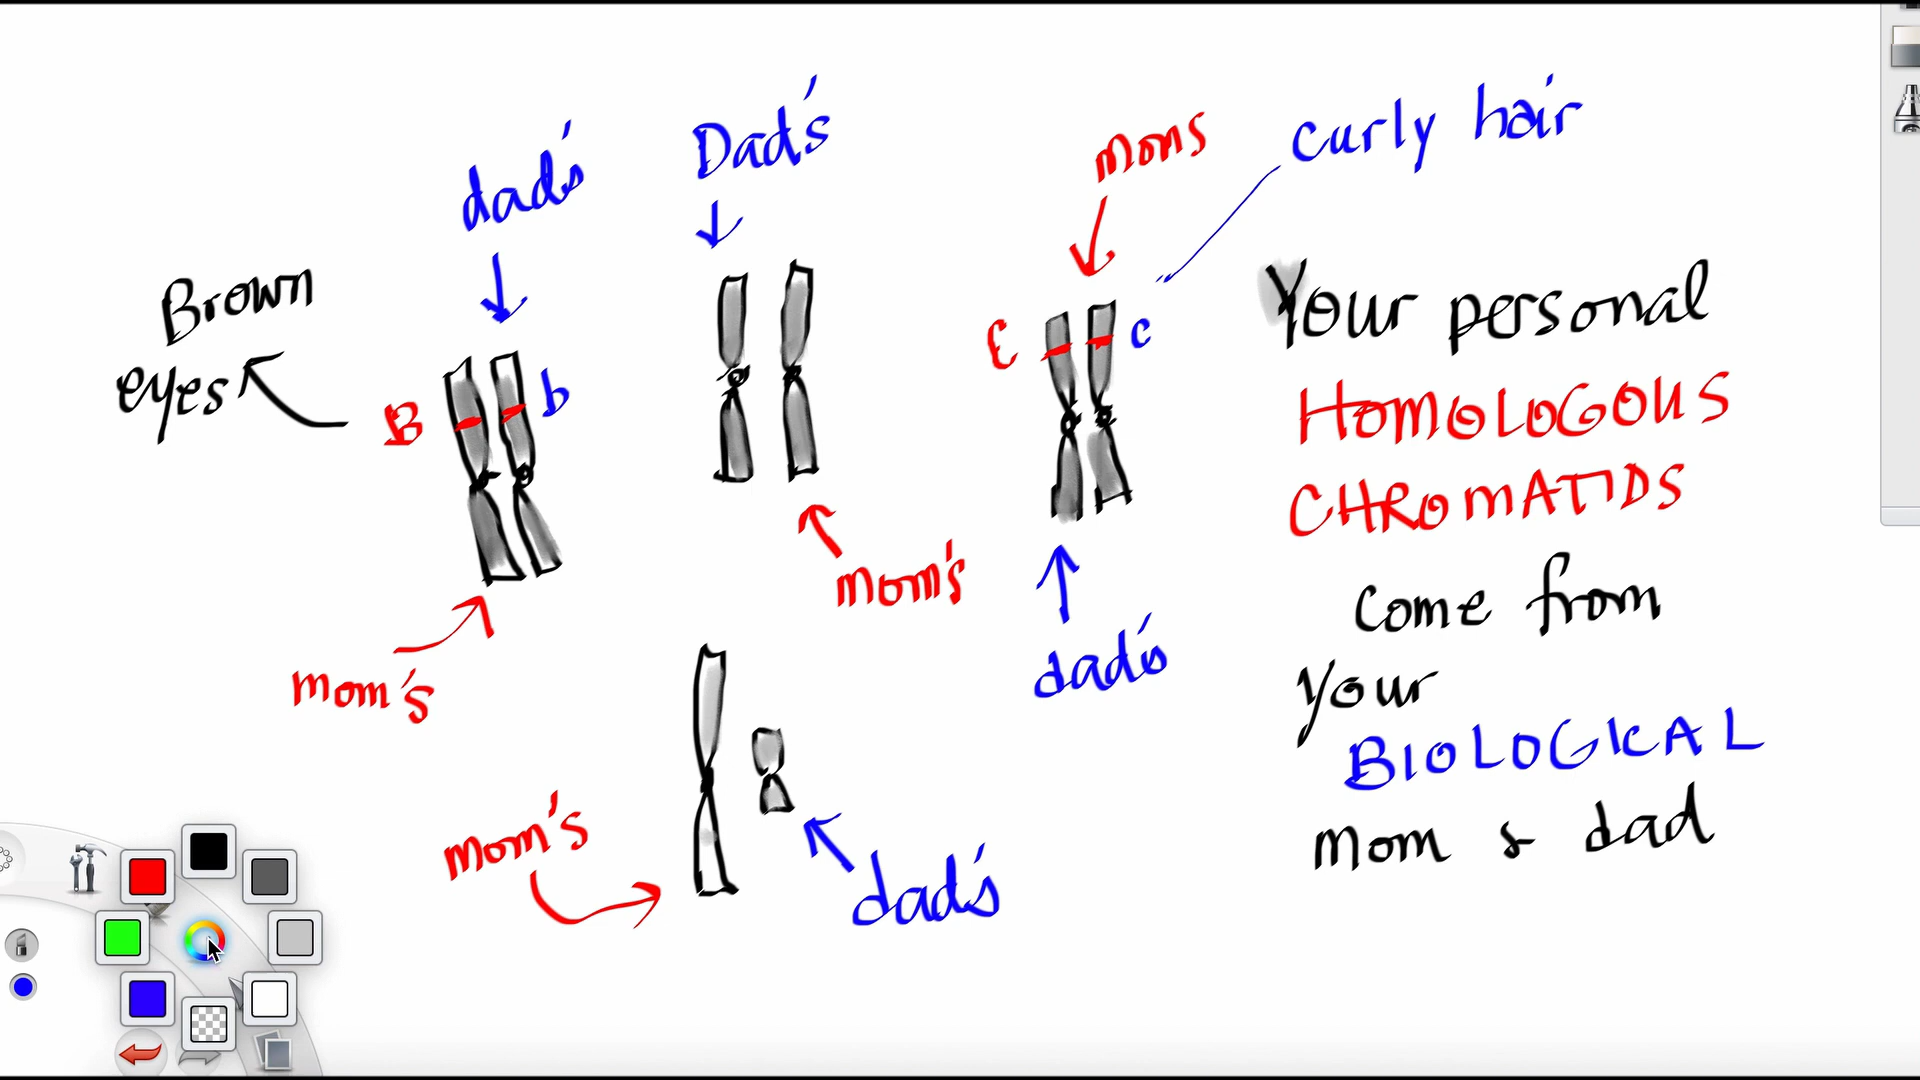 dad's
Dad's
Mons
curly hair
Brown
eyes
B
b
C
c
Mom's
Mom's
dad's
Mom's
dad's
Your personal
HOMOLOGOUS
CHROMATIDS
come from
your
BIOLOGICAL
mom & dad